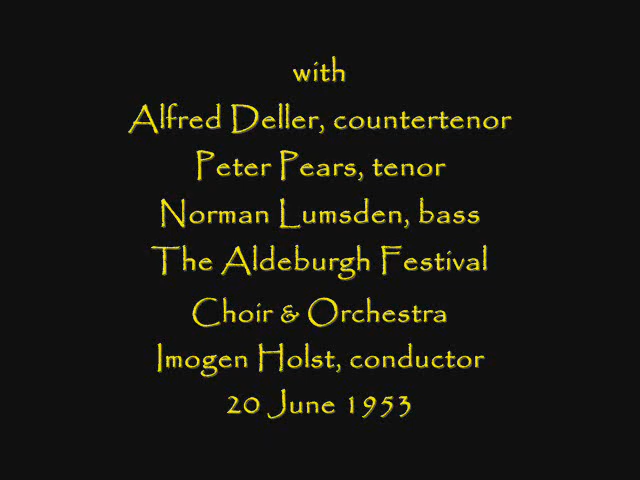 with
Alfred Deller, countertenor
Peter Pears, tenor
Norman Lumsden, bass
The Aldeburgh Festival
Choir & Orchestra
Imogen Holst, conductor
20 June 1953